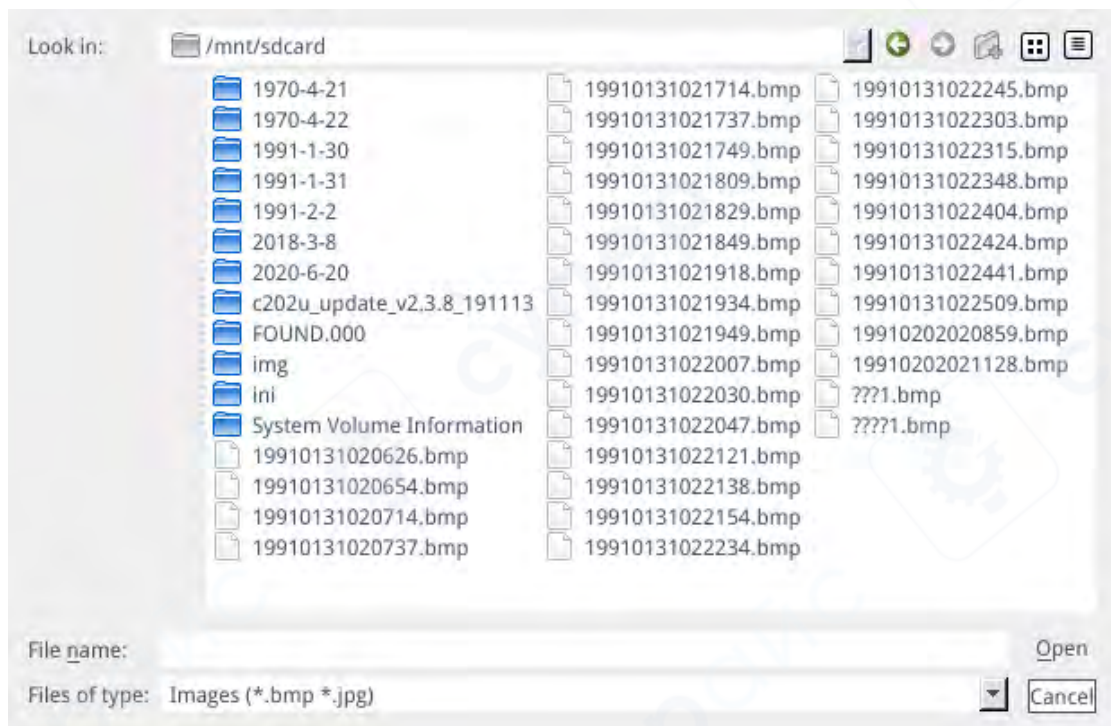 Look in: /mnt/sdcard
1970-4-21
1970-4-22
1991-1-30
1991-1-31
1991-2-2
2018-3-8
2020-6-20
c202u_update_v2.3.8_191113
FOUND.000
img
ini
System Volume Information
19910131020626.bmp
19910131020654.bmp
19910131020714.bmp
19910131020737.bmp
19910131021714.bmp
19910131021737.bmp
19910131021749.bmp
19910131021809.bmp
19910131021829.bmp
19910131021849.bmp
19910131021918.bmp
19910131021934.bmp
19910131021949.bmp
19910131022007.bmp
19910131022030.bmp
19910131022047.bmp
19910131022121.bmp
19910131022138.bmp
19910131022154.bmp
19910131022234.bmp
19910131022245.bmp
19910131022303.bmp
19910131022315.bmp
19910131022348.bmp
19910131022404.bmp
19910131022424.bmp
19910131022441.bmp
19910131022509.bmp
19910202020859.bmp
19910202021128.bmp
???1.bmp
????1.bmp
File name: Open
Files of type: Images (*.bmp *.jpg) Cancel